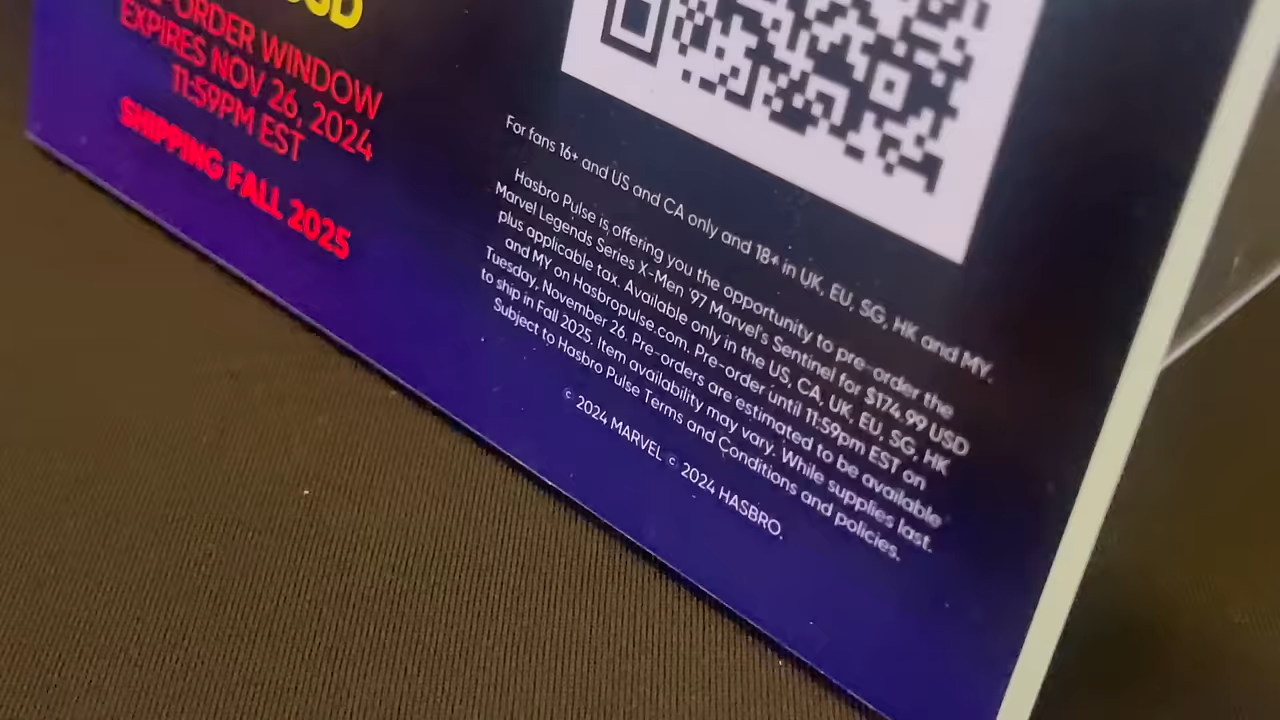 USD
-ORDER WINDOW
EXPIRES NOV 26, 2024
11:59PM EST
SHIPPING FALL 2025
For fans 16+ and US and CA only and 18+ in UK, EU, SG, HK and MY.
Hasbro Pulse is offering you the opportunity to pre-order the
Marvel Legends Series X-Men '97 Marvel's Sentinel for $174.99 USD
plus applicable tax. Available only in the US, CA, UK, EU, SG, HK
and MY on Hasbropulse.com. Pre-order until 11:59pm EST on
Tuesday, November 26. Pre-orders are estimated to be available
to ship in Fall 2025. Item availability may vary. While supplies last.
Subject to Hasbro Pulse Terms and Conditions and policies.
© 2024 MARVEL © 2024 HASBRO.